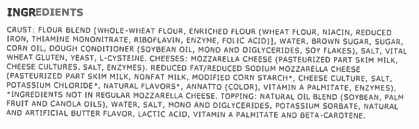 INGREDIENTS
CRUST: FLOUR BLEND [WHOLE-WHEAT FLOUR, ENRICHED FLOUR (WHEAT FLOUR, NIACIN, REDUCED
IRON, THIAMINE MONONITRATE, RIBOFLAVIN, ENZYME, FOLIC ACID)], WATER, BROWN SUGAR, SUGAR,
CORN OIL, DOUGH CONDITIONER (SOYBEAN OIL, MONO AND DIGLYCERIDES, SOY FLAKES), SALT, VITAL
WHEAT GLUTEN, YEAST, L-CYSTEINE. CHEESES: MOZZARELLA CHEESE (PASTEURIZED PART SKIM MILK,
CHEESE CULTURES, SALT, ENZYMES). REDUCED FAT/REDUCED SODIUM MOZZARELLA CHEESE
(PASTEURIZED PART SKIM MILK, NONFAT MILK, MODIFIED CORN STARCH*, CHEESE CULTURE, SALT,
POTASSIUM CHLORIDE*, NATURAL FLAVORS*, ANNATTO (COLOR), VITAMIN A PALMITATE, ENZYMES).
*INGREDIENTS NOT IN REGULAR MOZZARELLA CHEESE. TOPPING: NATURAL OIL BLEND (SOYBEAN, PALM
FRUIT AND CANOLA OILS), WATER, SALT, MONO AND DIGLYCERIDES, POTASSIUM SORBATE, NATURAL
AND ARTIFICIAL BUTTER FLAVOR, LACTIC ACID, VITAMIN A PALMITATE AND BETA-CAROTENE.